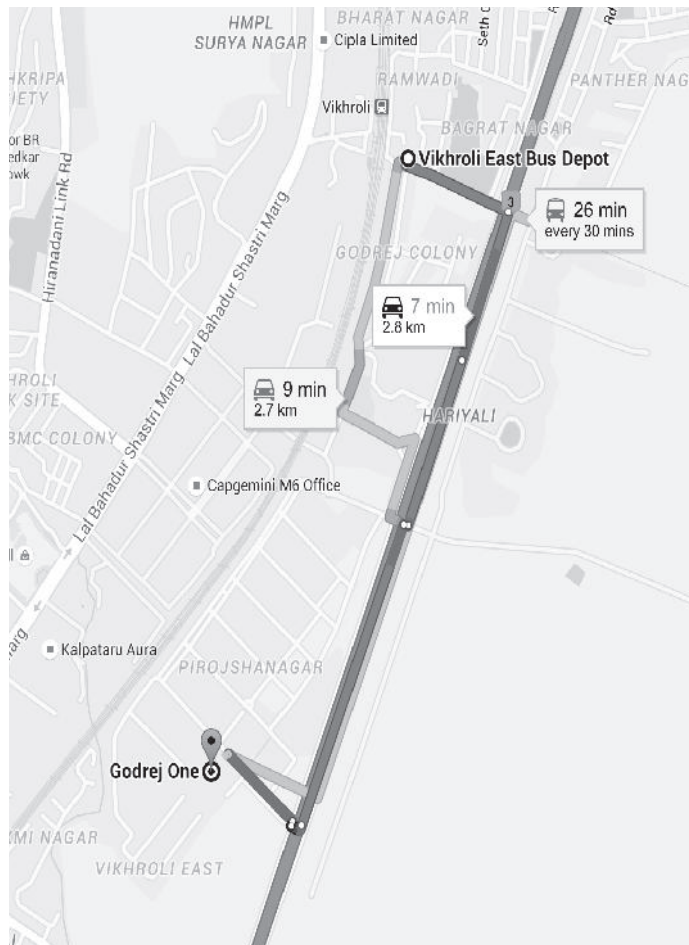 HMPL
SURYA NAGAR
BHARAT NAGAR
Seth
Rd
Cipla Limited
RAMWADI
PANTHER NAG
HKRIPA
IETY
Vikhroli
BAGRAT NAGAR
or BR
edkar
owk
Vikhroli East Bus Depot
Hiranadani Link Rd
3
26 min
every 30 mins
GODREJ COLONY
Lal Bahadur Shastri Marg
Lal Bahadur Shastri Marg
7 min
2.8 km
9 min
2.7 km
HROLI
K SITE
HARIYALI
BMC COLONY
Capgemini M6 Office
ll
Kalpataru Aura
arg
PIROJSHANAGAR
Godrej One
KMI NAGAR
VIKHROLI EAST